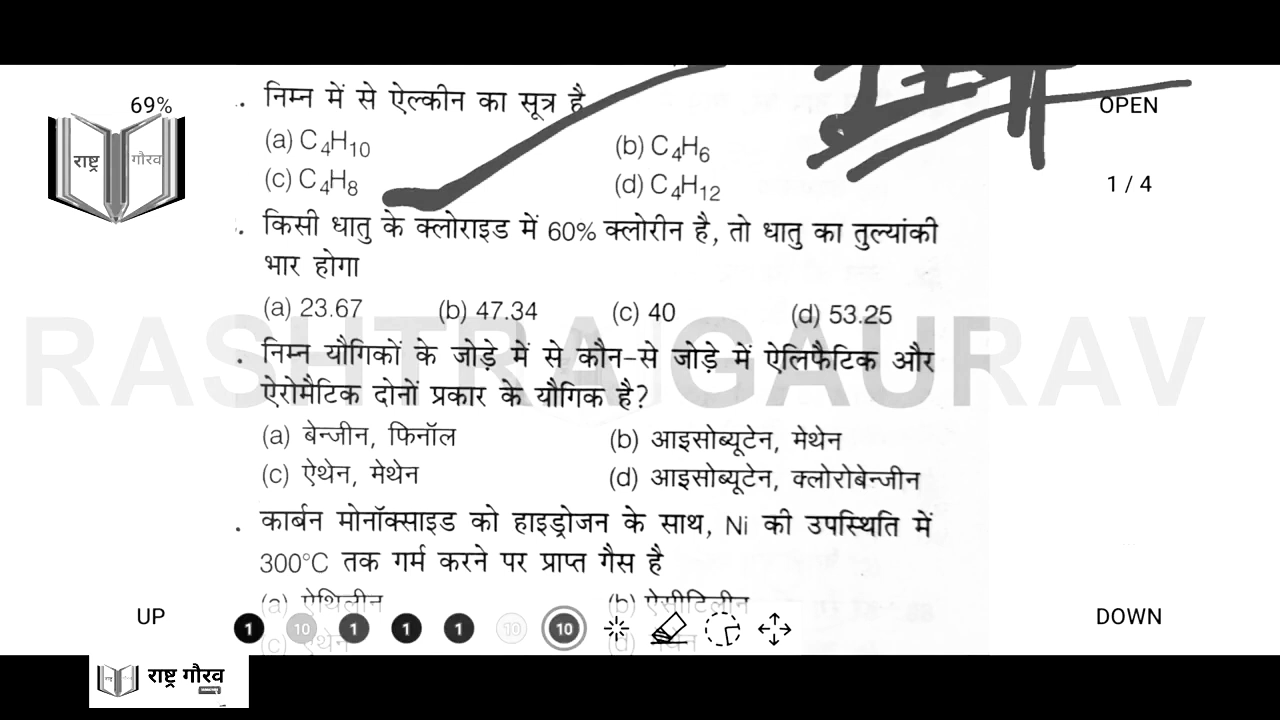 69%
राष्ट्र गौरव
OPEN
1 / 4
. निम्न में से ऐल्कीन का सूत्र है
(a) C₄H₁₀ (b) C₄H₆
(c) C₄H₈ (d) C₄H₁₂
. किसी धातु के क्लोराइड में 60% क्लोरीन है, तो धातु का तुल्यांकी
भार होगा
(a) 23.67 (b) 47.34 (c) 40 (d) 53.25
RASHTRA GAURAV
. निम्न यौगिकों के जोड़े में से कौन-से जोड़े में ऐलिफैटिक और
ऐरोमैटिक दोनों प्रकार के यौगिक है?
(a) बेन्जीन, फिनॉल (b) आइसोब्यूटेन, मेथेन
(c) ऐथेन, मेथेन (d) आइसोब्यूटेन, क्लोरोबेन्जीन
. कार्बन मोनॉक्साइड को हाइड्रोजन के साथ, Ni की उपस्थिति में
300°C तक गर्म करने पर प्राप्त गैस है
(a) ऐथिलीन (b) ऐसीटिलीन
UP
DOWN
1 10 1 1 1 10 10
(c) (d)
राष्ट्र गौरव